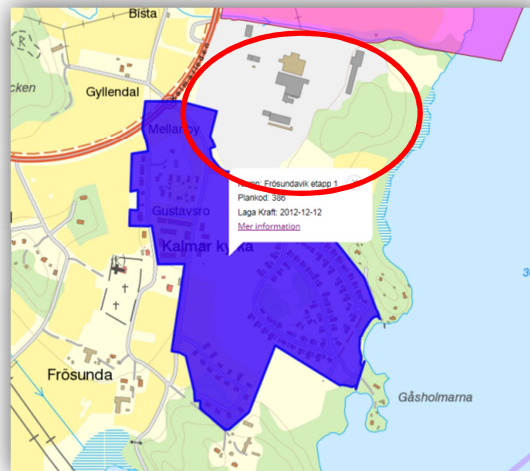 Bista
Gyllendal
cken
Mellanby
Frösundavik etapp 1
Plankod: 386
Gustavsro
Laga Kraft: 2012-12-12
Mer information
Kalmar kyrka
Frösunda
Gåsholmarna